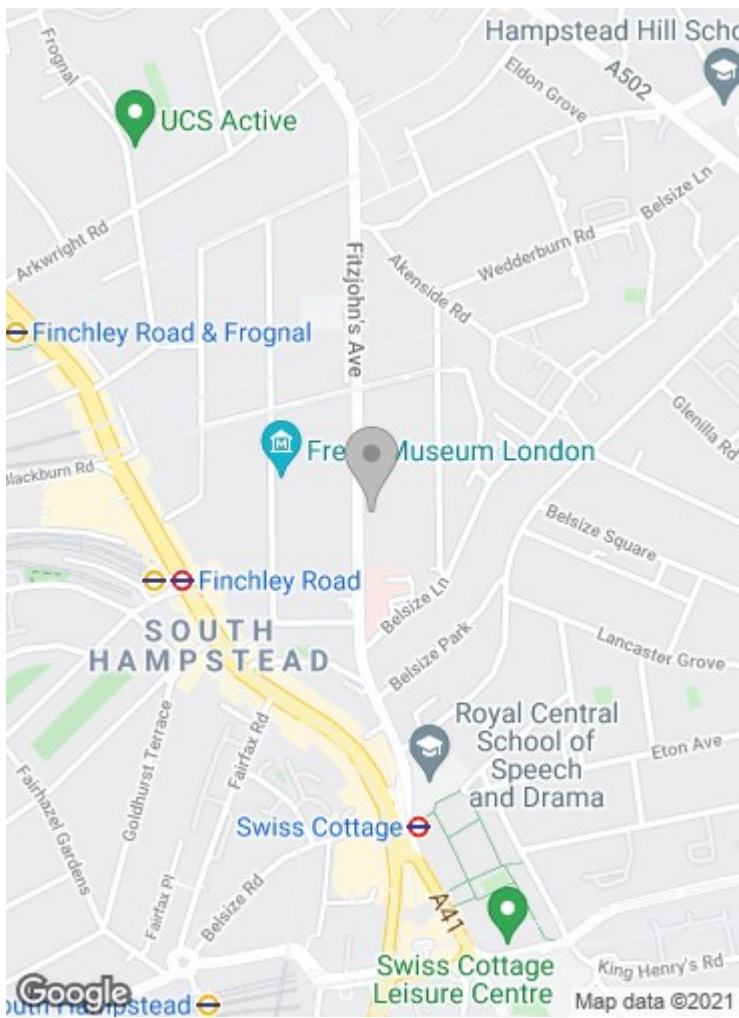 Frognal
Hampstead Hill Scho
A502
Eldon Grove
UCS Active
Belsize Ln
Arkwright Rd
Wedderburn Rd
Fitzjohn's Ave
Akenside Rd
Finchley Road & Frognal
Glenilla Rd
Fre Museum London
Blackburn Rd
Belsize Square
Finchley Road
Belsize Ln
SOUTH
HAMPSTEAD
Belsize Park
Lancaster Grove
Goldhurst Terrace
Fairfax Rd
Royal Central
School of
Speech
and Drama
Eton Ave
Fairhazel Gardens
Swiss Cottage
Fairfax Pl
Belsize Rd
A41
Swiss Cottage
Leisure Centre
King Henry's Rd
Google
outh Hampstead
Map data ©2021